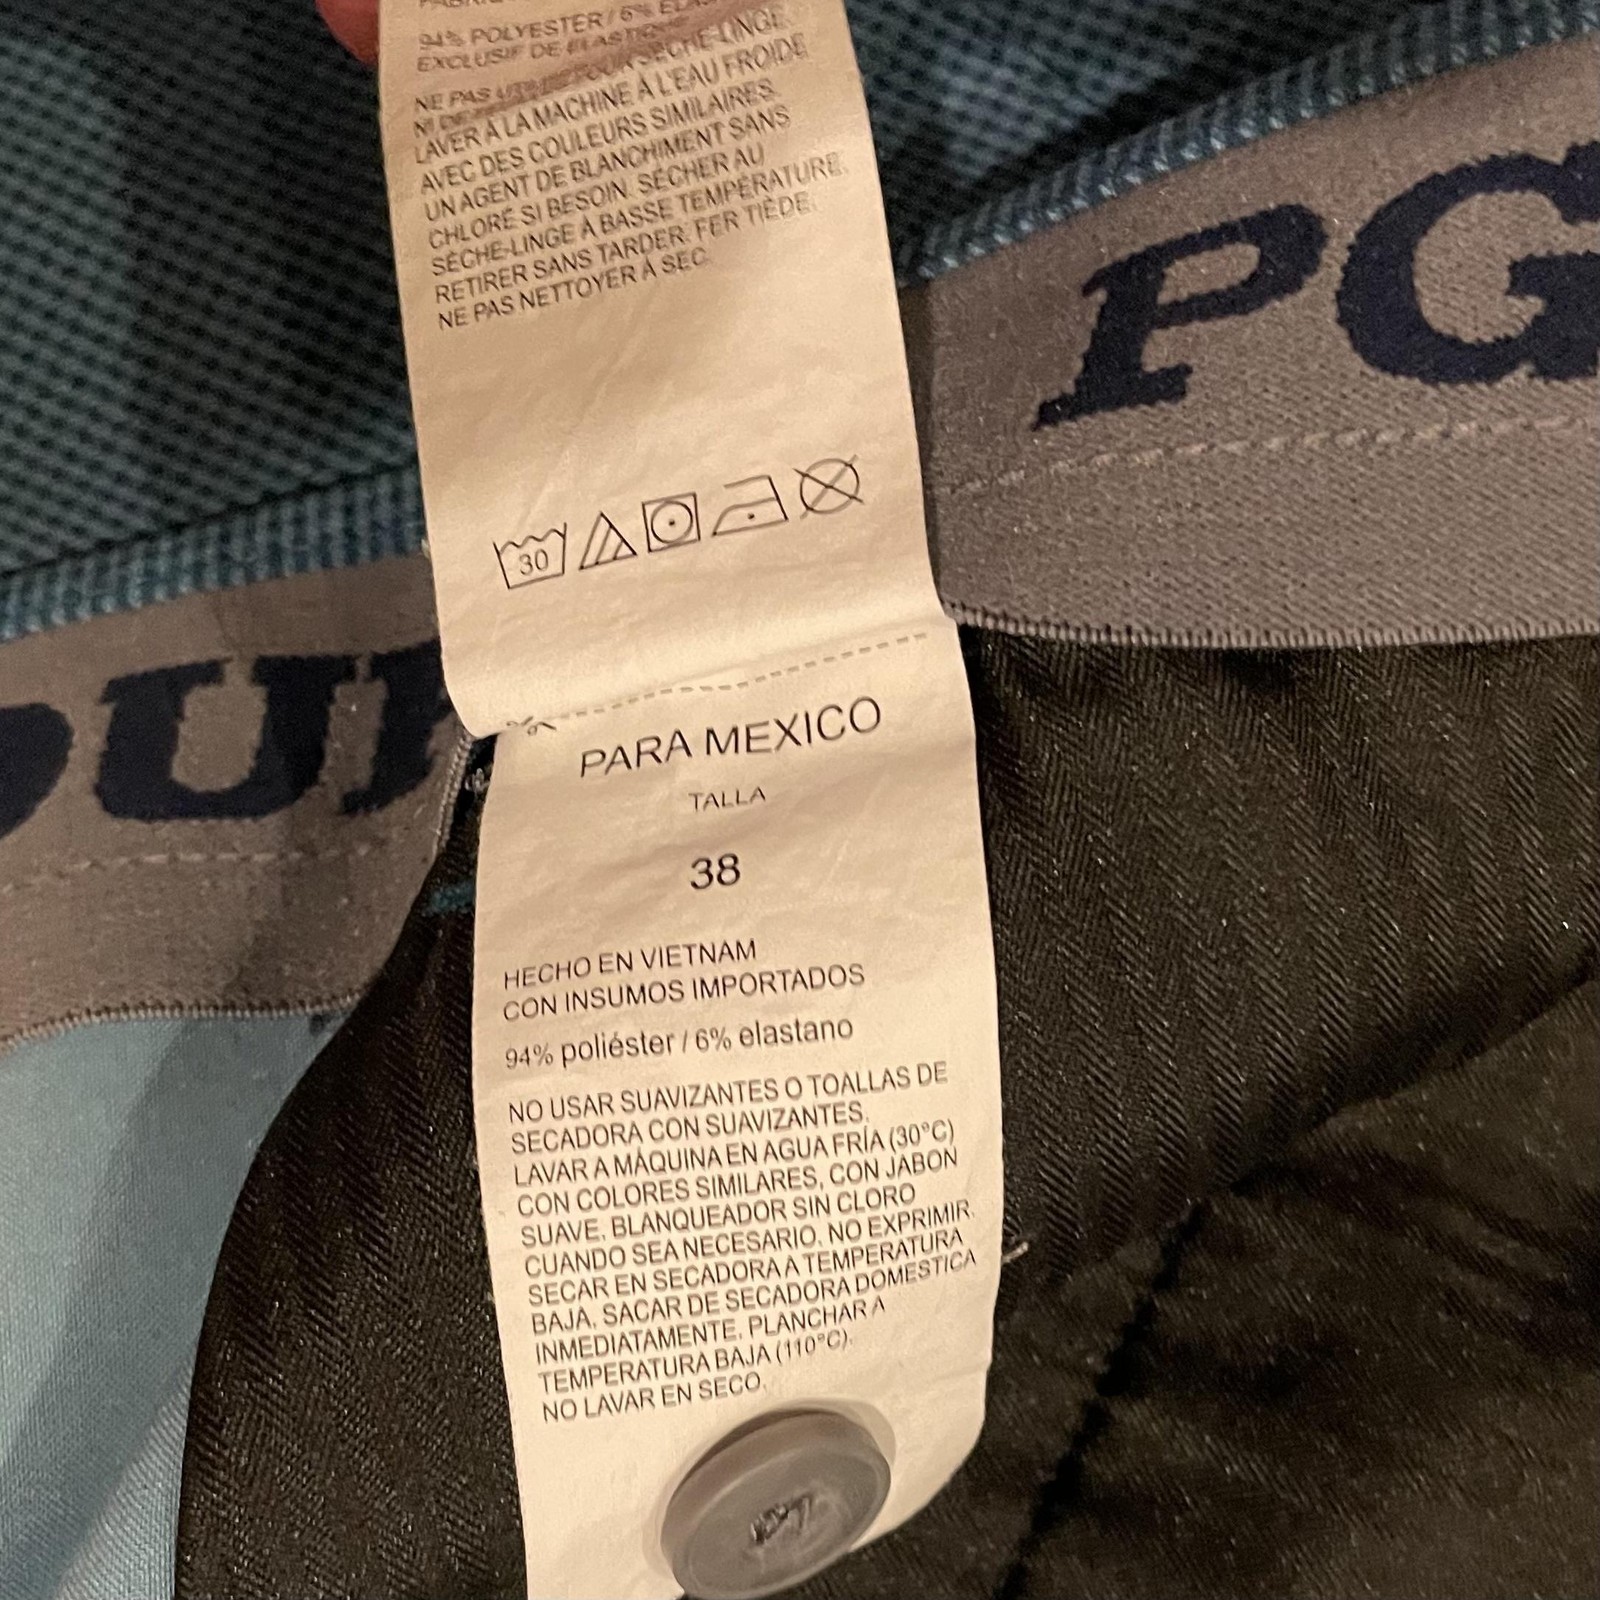 94% POLYESTER / 6%
EXCLUSIF DE
NE PAS SÈCHE-LINGE.
LAVER À LA MACHINE À L'EAU FROIDE
AVEC DES COULEURS SIMILAIRES.
UN AGENT DE BLANCHIMENT SANS
CHLORE SI BESOIN. SÉCHER AU
SÈCHE-LINGE À BASSE TEMPÉRATURE.
RETIRER SANS TARDER. FER TIÈDE.
NE PAS NETTOYER À SEC.
30
PG
PARA MEXICO
TALLA
38
HECHO EN VIETNAM
CON INSUMOS IMPORTADOS
94% poliéster / 6% elastano
NO USAR SUAVIZANTES O TOALLAS DE
SECADORA CON SUAVIZANTES.
LAVAR A MÁQUINA EN AGUA FRÍA (30°C)
CON COLORES SIMILARES, CON JABON
SUAVE. BLANQUEADOR SIN CLORO
CUANDO SEA NECESARIO. NO EXPRIMIR.
SECAR EN SECADORA A TEMPERATURA
BAJA. SACAR DE SECADORA DOMESTICA
INMEDIATAMENTE. PLANCHAR A
TEMPERATURA BAJA (110°C).
NO LAVAR EN SECO.